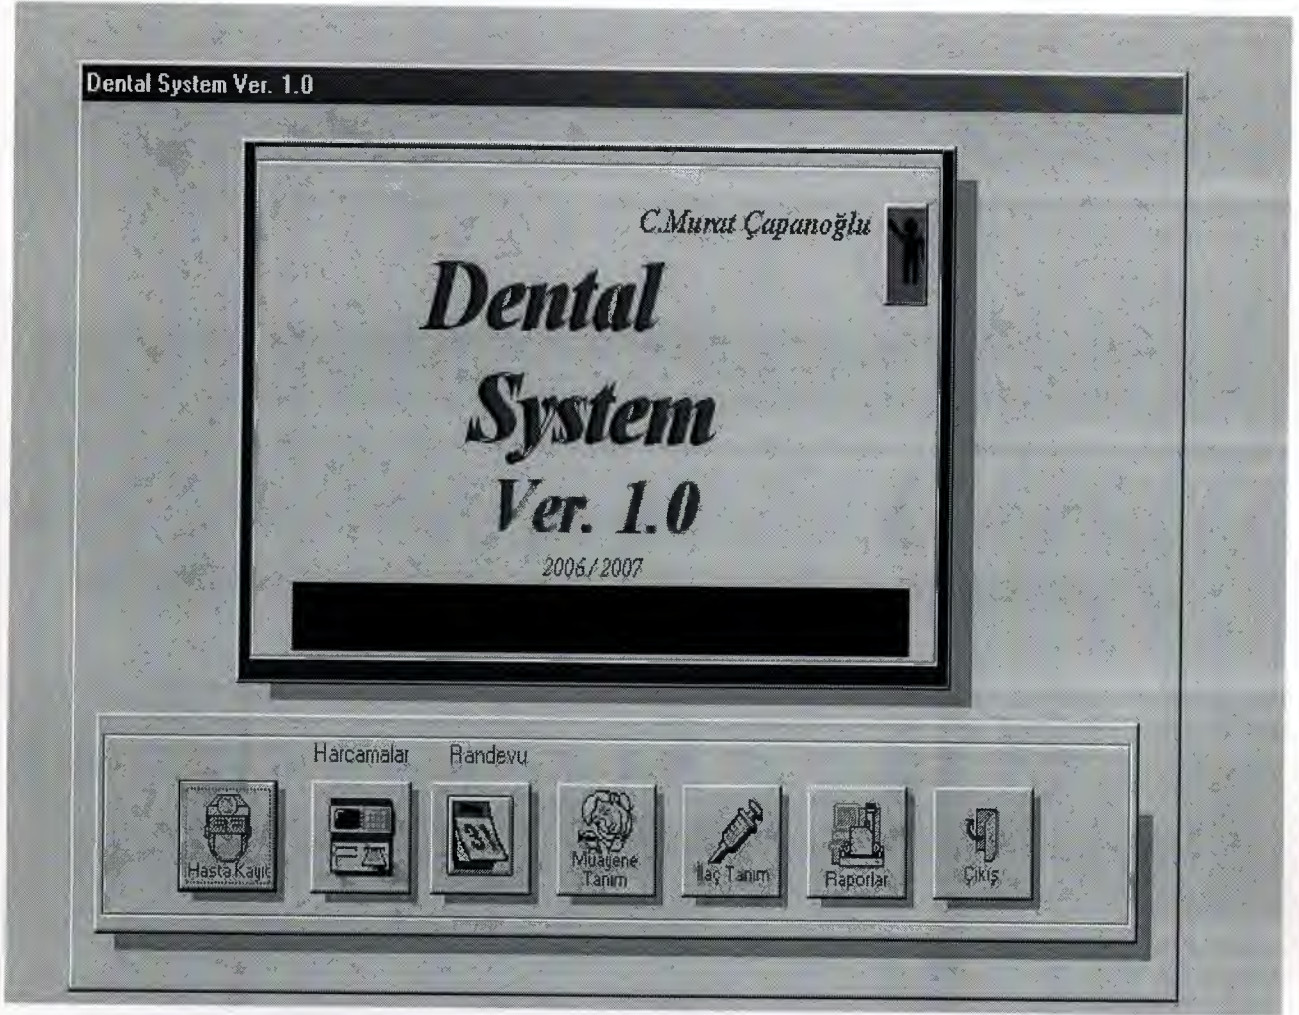 Dental System Ver. 1.0
C.Murat Çapanoğlu
Dental
System
Ver. 1.0
2006/2007
Harcamalar
Randevu
31
Hasta Kayıt
Muayene
Tanım
İlaç Tanım
Raporlar
Çıkış